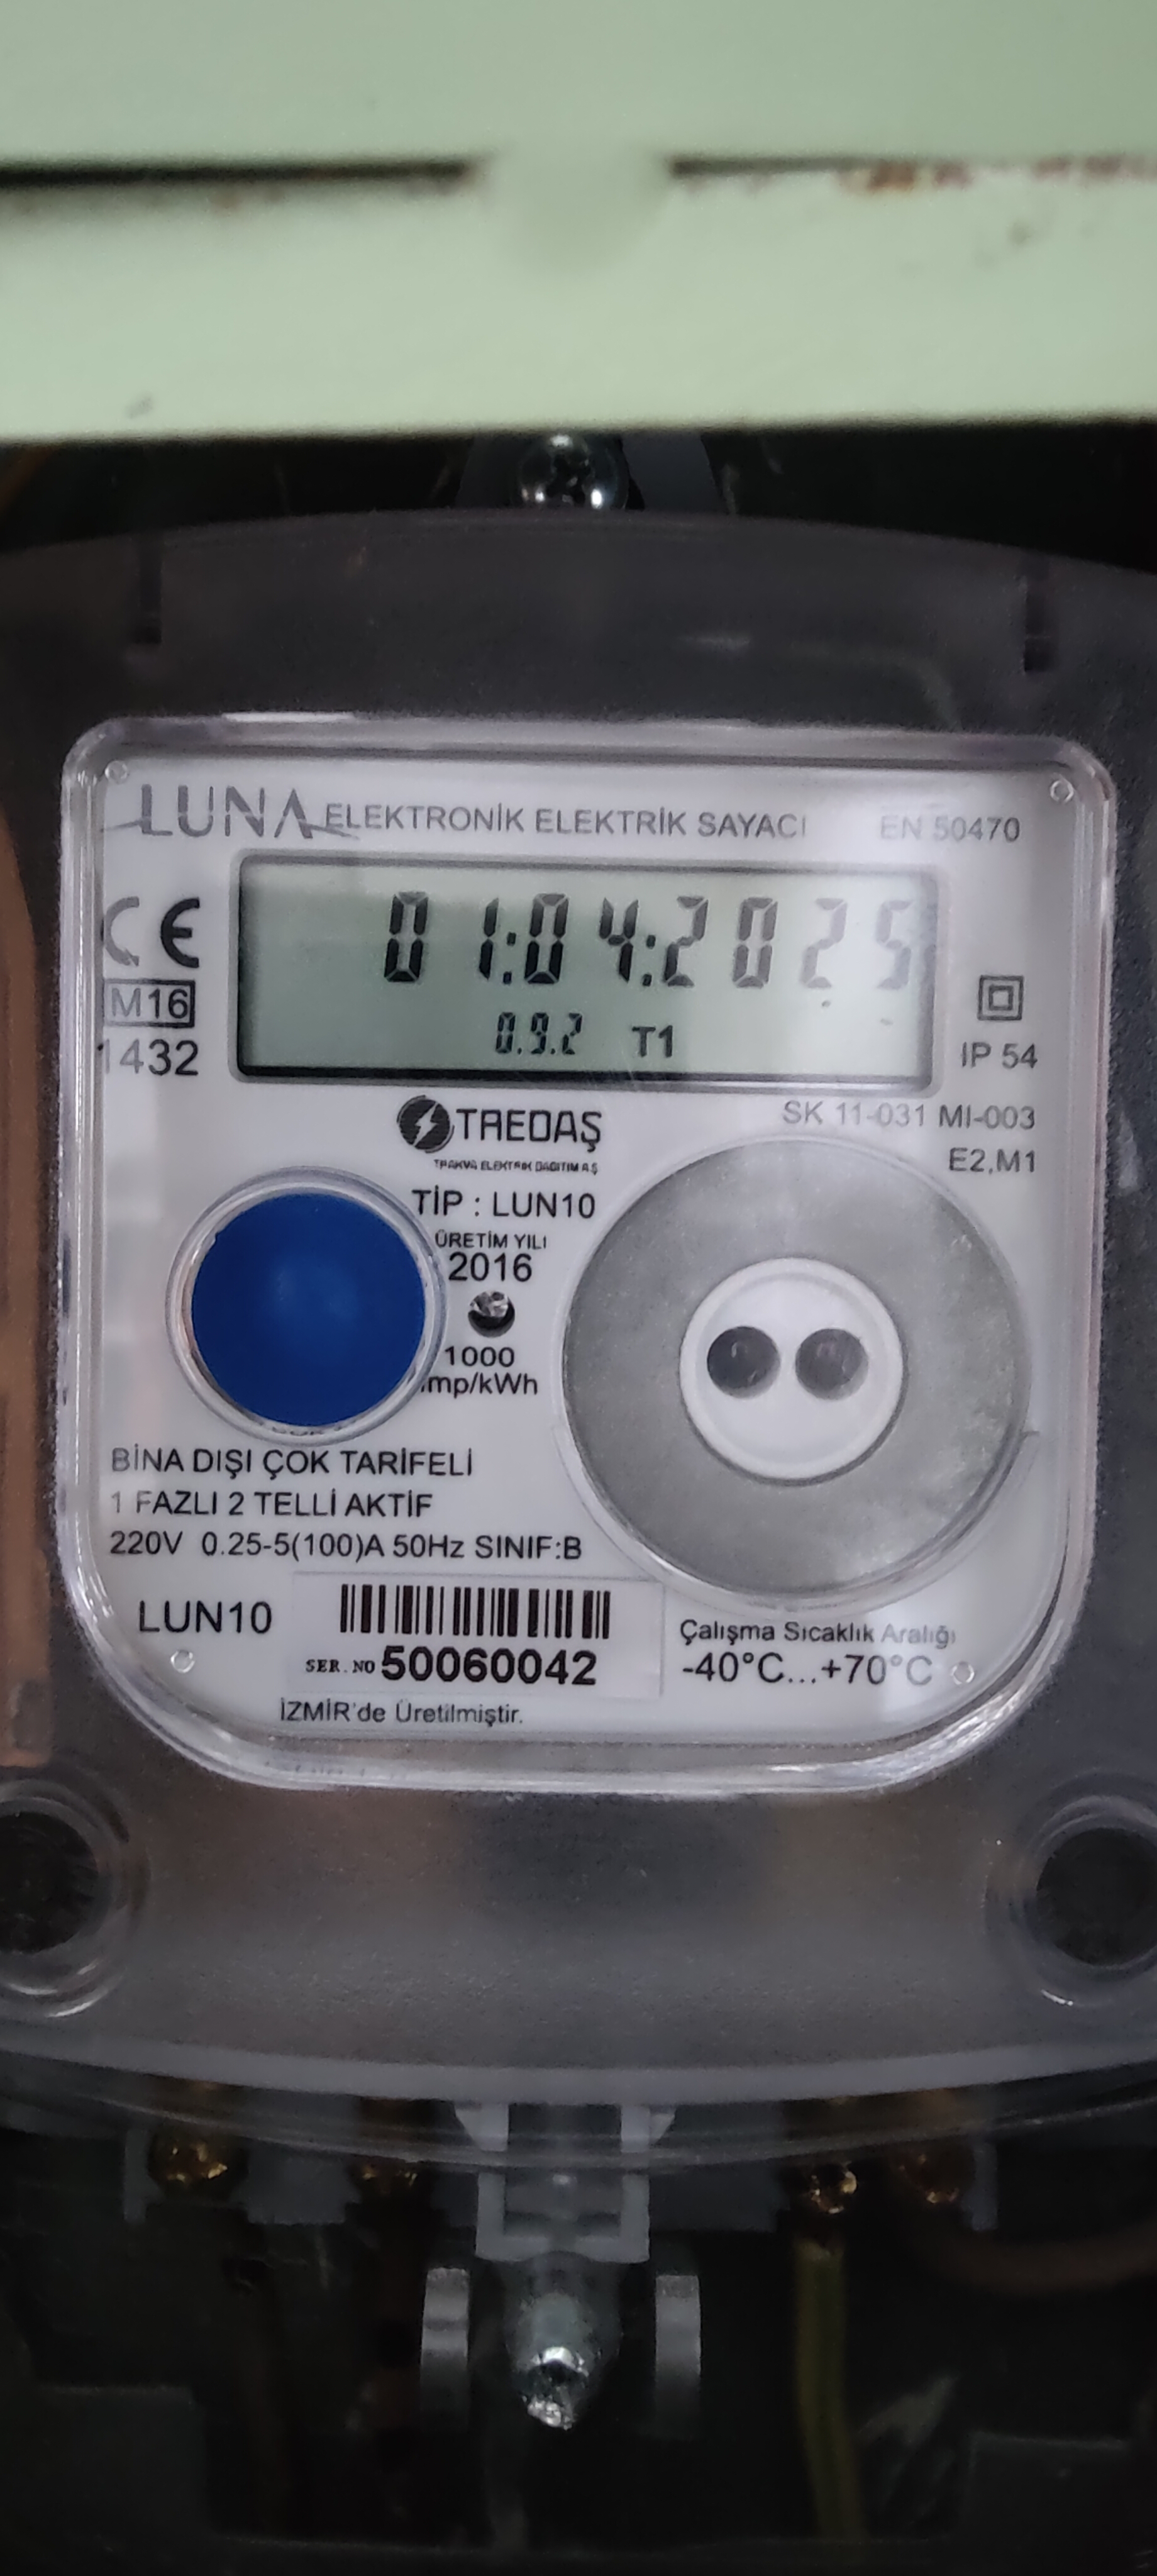 LUNA ELEKTRONİK ELEKTRİK SAYACI EN 50470
CE
M16
1432
01:04:2025
0.9.2 T1
IP 54
SK 11-031 MI-003
E2,M1
TREDAŞ
TRAKYA ELEKTRİK DAĞITIM A.Ş
TİP : LUN10
ÜRETİM YILI
2016
1000
imp/kWh
BİNA DIŞI ÇOK TARİFELİ
1 FAZLI 2 TELLİ AKTİF
220V 0.25-5(100)A 50Hz SINIF:B
LUN10
SER. NO 50060042
Çalışma Sıcaklık Aralığı
-40°C...+70°C
İZMİR'de Üretilmiştir.